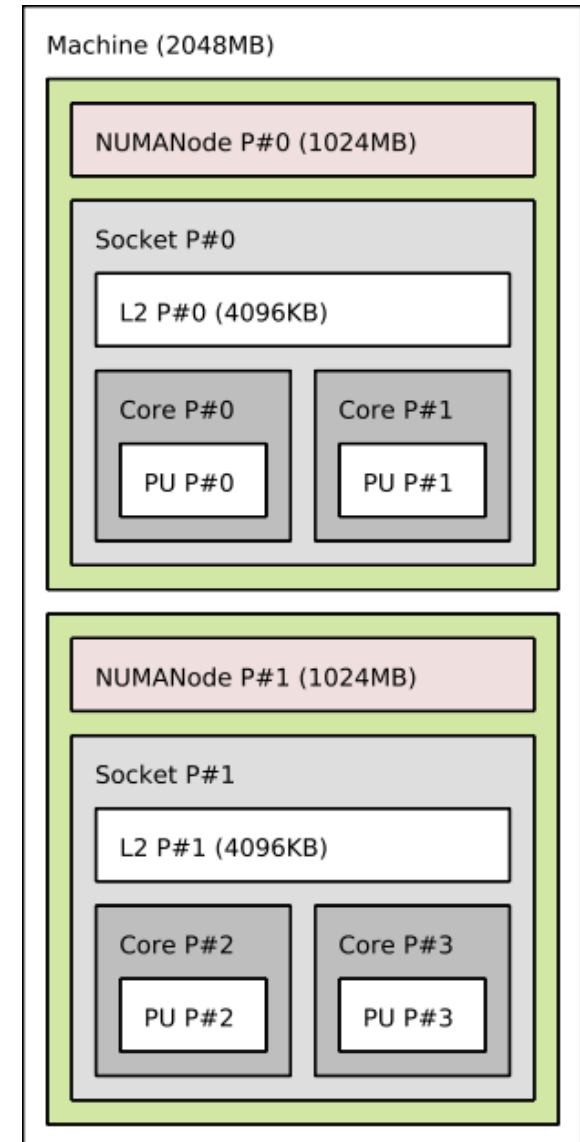 Machine (2048MB)
NUMANode P#0 (1024MB)
Socket P#0
L2 P#0 (4096KB)
Core P#0
Core P#1
PU P#0
PU P#1
NUMANode P#1 (1024MB)
Socket P#1
L2 P#1 (4096KB)
Core P#2
Core P#3
PU P#2
PU P#3